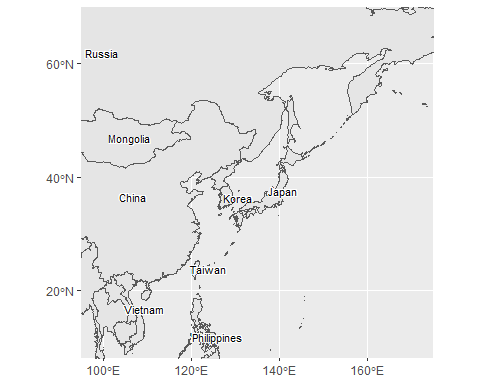 Russia
60°N
Mongolia
40°N
China
Korea
Japan
Taiwan
20°N
Vietnam
Philippines
100°E 120°E 140°E 160°E